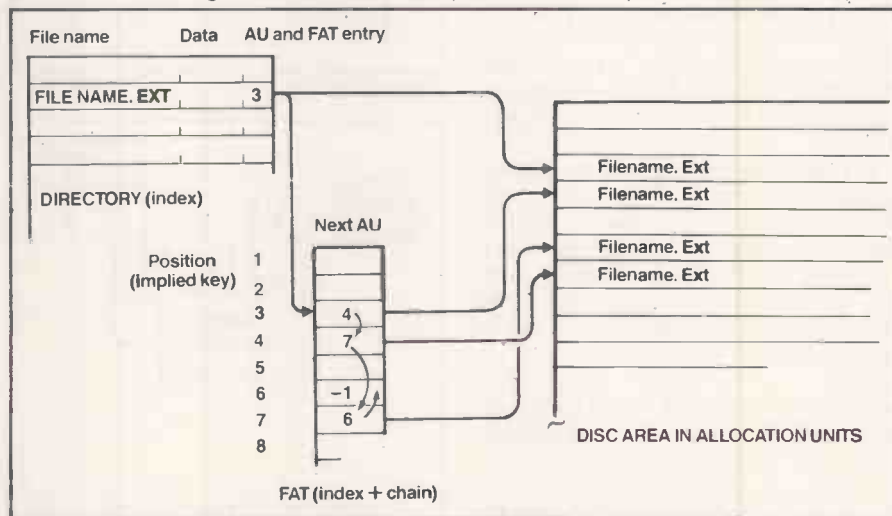 File name Data AU and FAT entry
FILE NAME. EXT 3
DIRECTORY (index)
Next AU
Position
(implied key)
1
2
3 4
4 7
5
6 -1
7 6
8
FAT (index + chain)
Filename. Ext
Filename. Ext
Filename. Ext
Filename. Ext
DISC AREA IN ALLOCATION UNITS